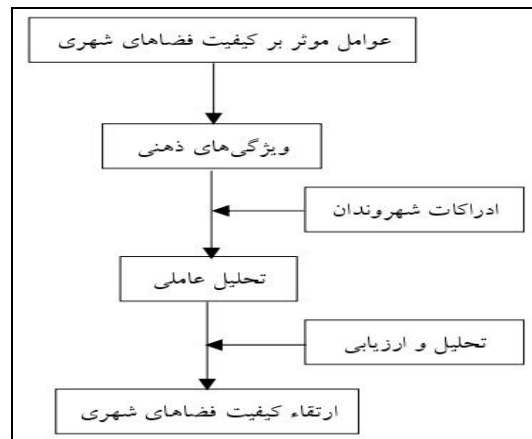 عوامل موثر بر کیفیت فضاهای شهری
ویژگی‌های ذهنی
ادراکات شهروندان
تحلیل عاملی
تحلیل و ارزیابی
ارتقاء کیفیت فضاهای شهری